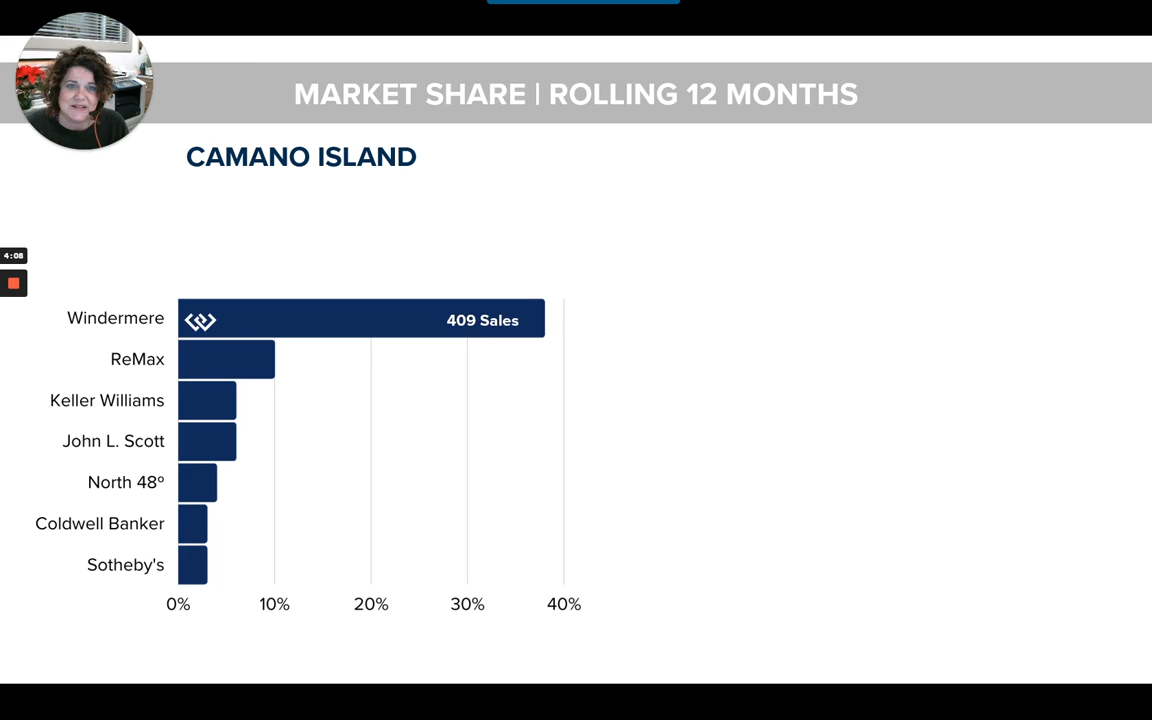 MARKET SHARE | ROLLING 12 MONTHS
CAMANO ISLAND
4:08
Windermere
409 Sales
ReMax
Keller Williams
John L. Scott
North 48º
Coldwell Banker
Sotheby's
0% 10% 20% 30% 40%